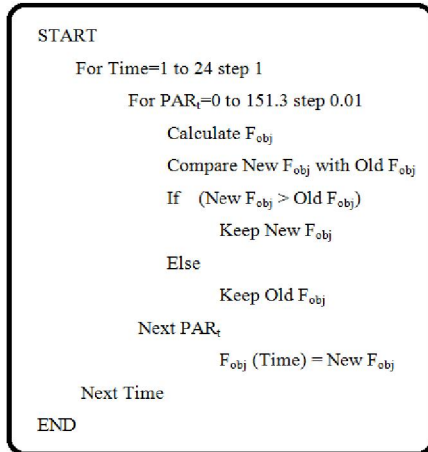 START
For Time=1 to 24 step 1
For PARₜ=0 to 151.3 step 0.01
Calculate Fobj
Compare New Fobj with Old Fobj
If (New Fobj > Old Fobj)
Keep New Fobj
Else
Keep Old Fobj
Next PARₜ
Fobj (Time) = New Fobj
Next Time
END